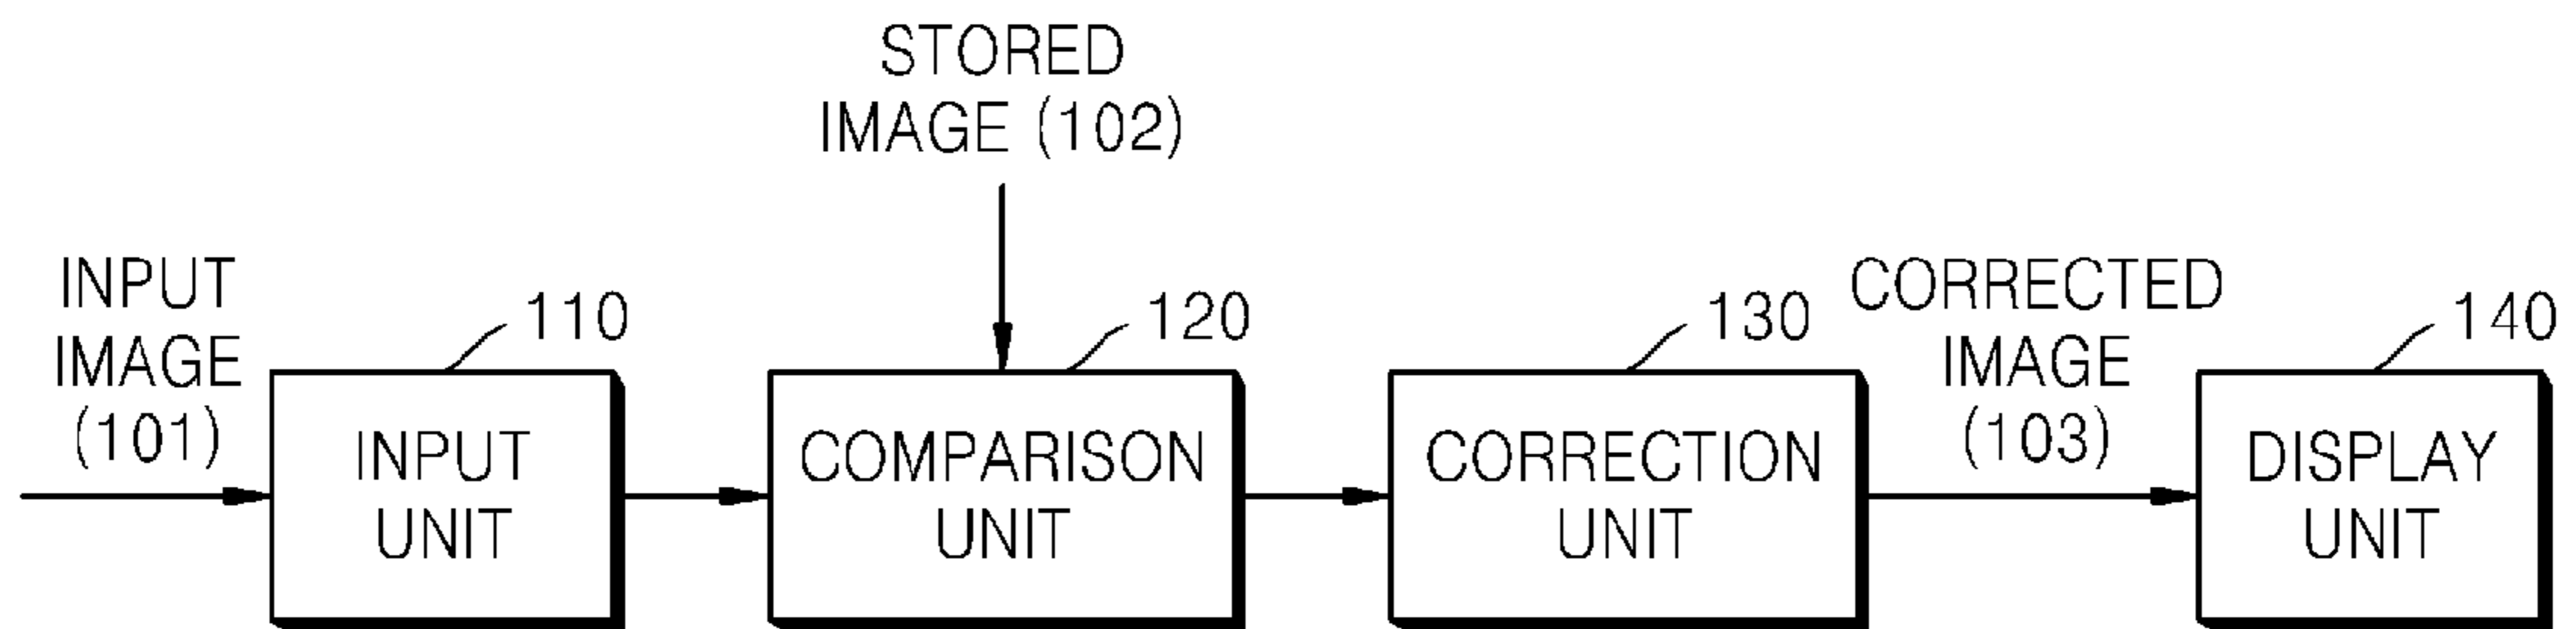 STORED
IMAGE (102)
INPUT
IMAGE
(101)
110
INPUT
UNIT
120
COMPARISON
UNIT
130
CORRECTION
UNIT
CORRECTED
IMAGE
(103)
140
DISPLAY
UNIT